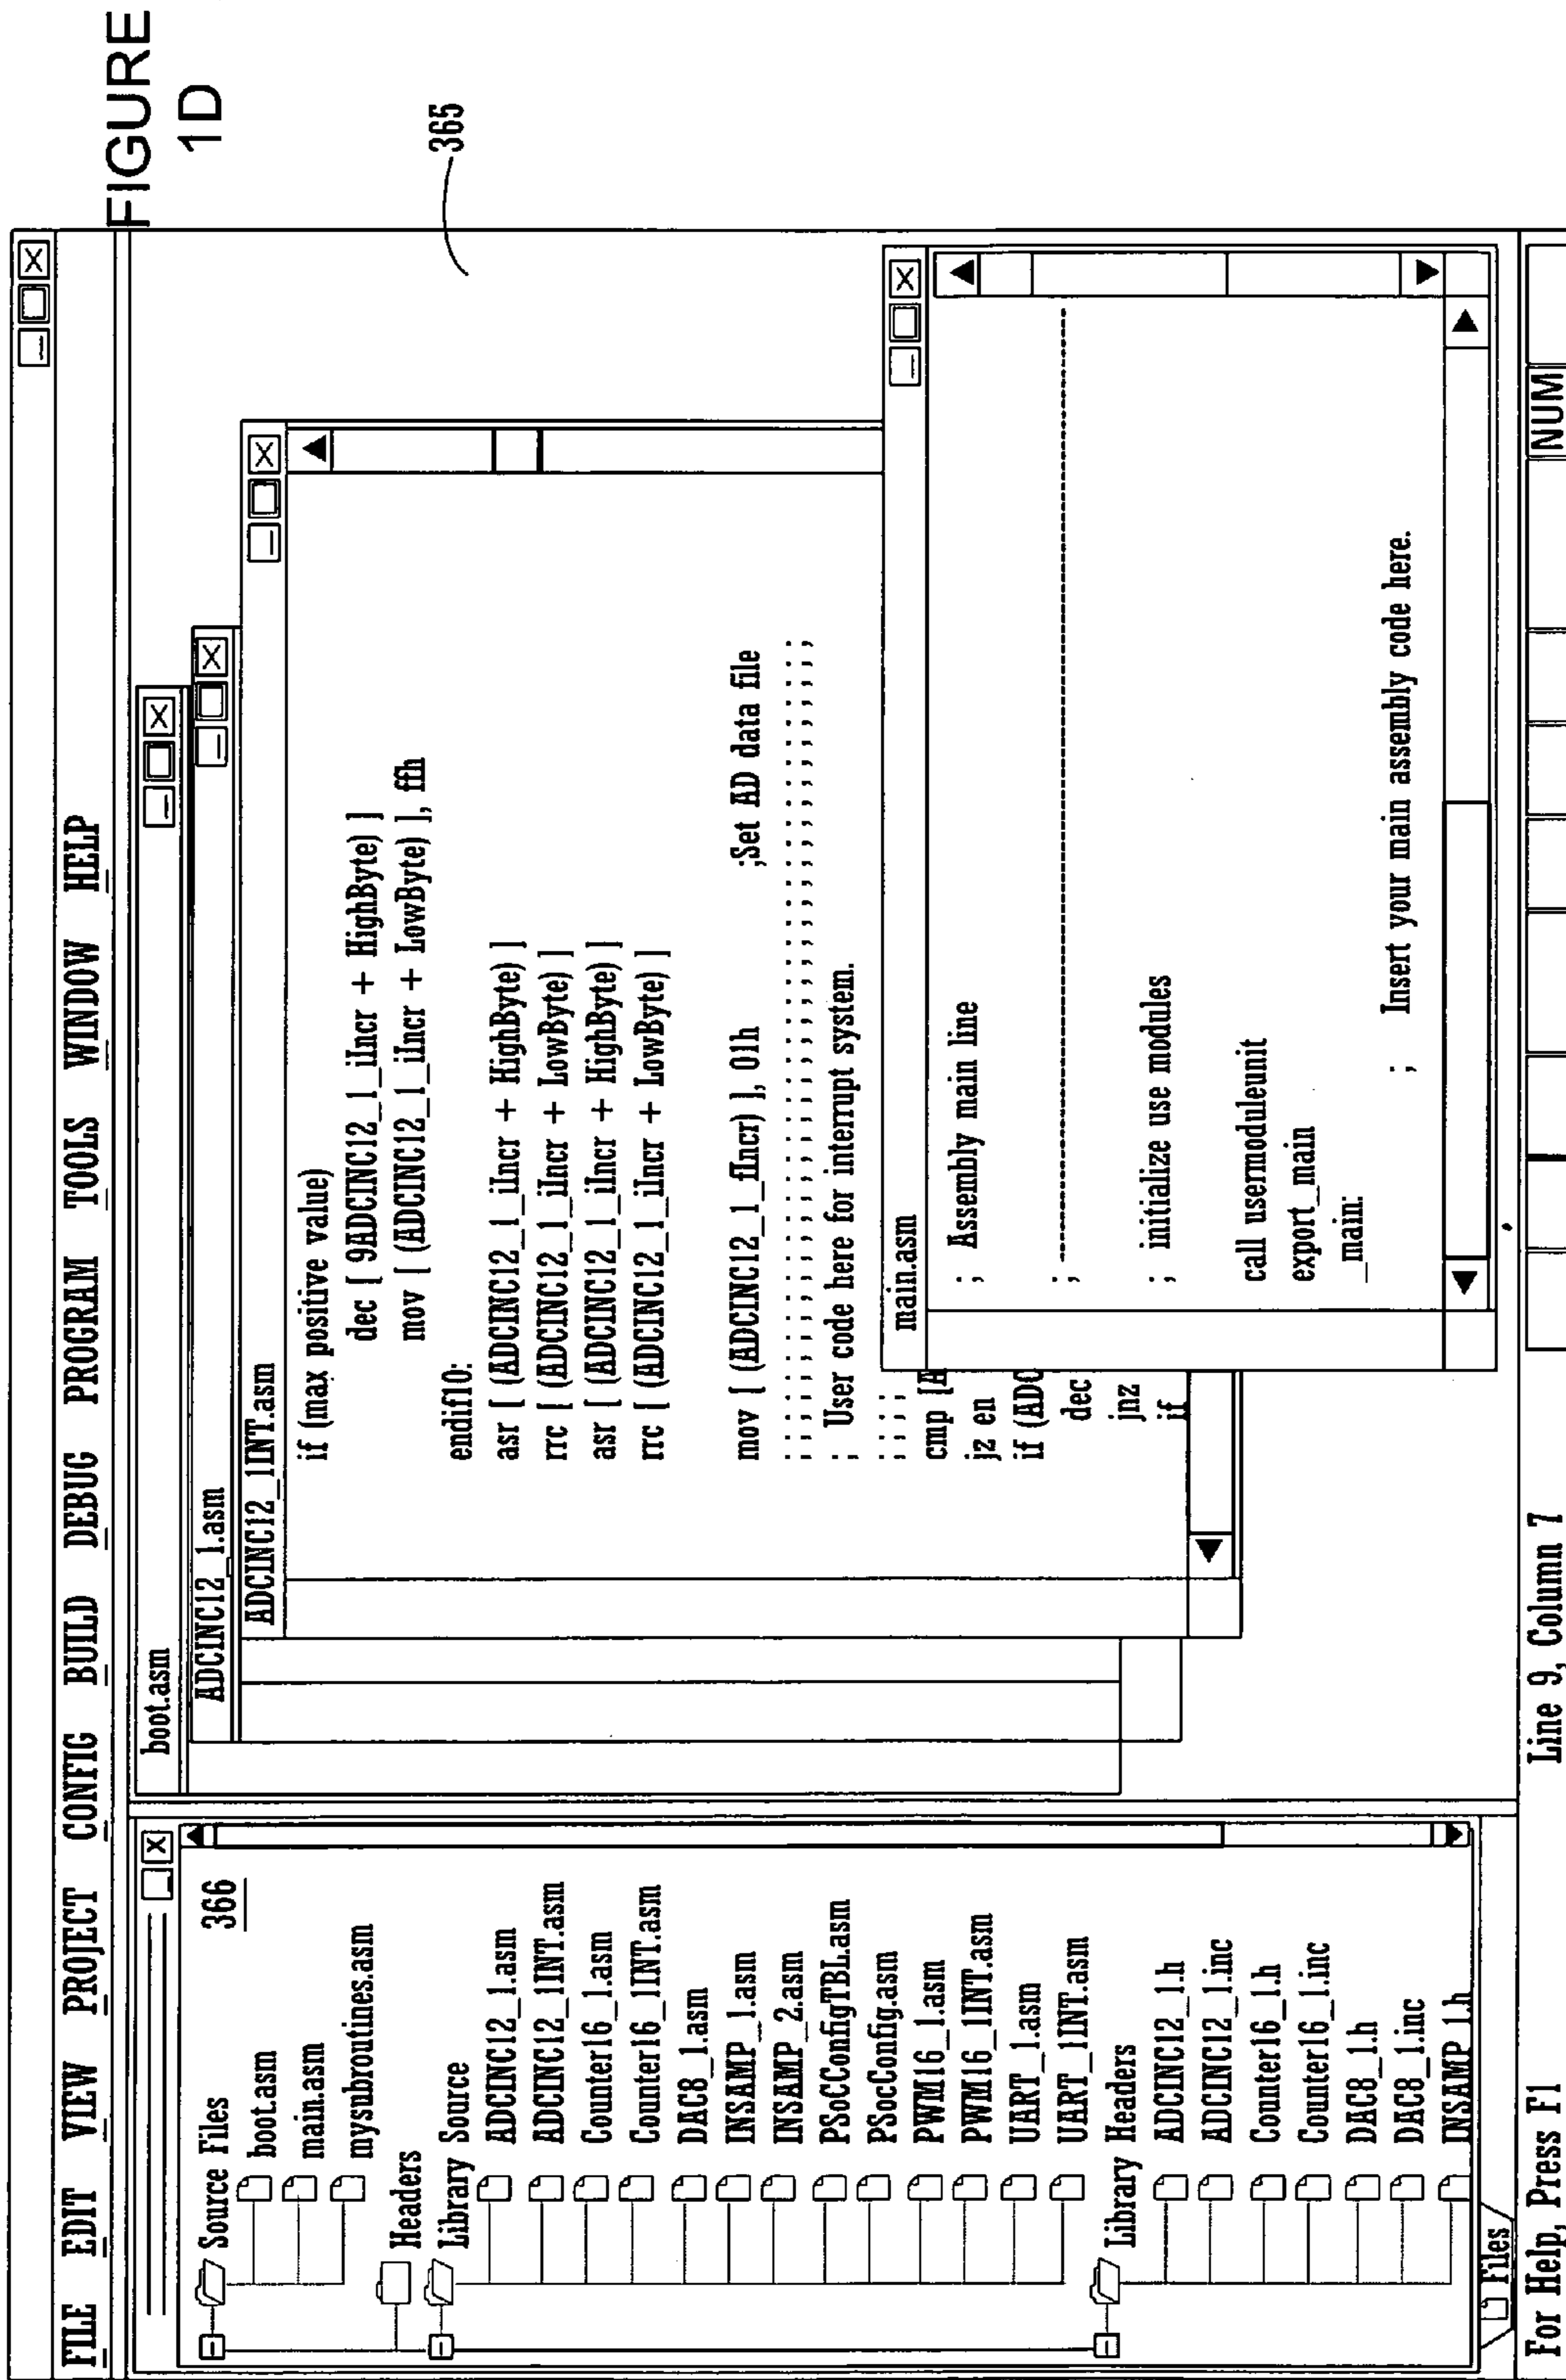 FIGURE
1D
365
FILE EDIT VIEW PROJECT CONFIG BUILD DEBUG PROGRAM TOOLS WINDOW HELP
366
Source Files
boot.asm
main.asm
mysubroutines.asm
Headers
Library Source
ADCINC12_1.asm
ADCINC12_1INT.asm
Counter16_1.asm
Counter16_1INT.asm
DAC8_1.asm
INSAMP_1.asm
INSAMP_2.asm
PSoCConfigTBL.asm
PSocConfig.asm
PWM16_1.asm
PWM16_1INT.asm
UART_1.asm
UART_1INT.asm
Library Headers
ADCINC12_1.h
ADCINC12_1.inc
Counter16_1.h
Counter16_1.inc
DAC8_1.h
DAC8_1.inc
INSAMP_1.h
Files
boot.asm
ADCINC12_1.asm
ADCINC12_1INT.asm
if (max positive value)
dec [ 9ADCINC12_1_iIncr + HighByte) ]
mov [ (ADCINC12_1_iIncr + LowByte) ], ffh
endif10:
asr [ (ADCINC12_1_iIncr + HighByte) ]
rrc [ (ADCINC12_1_iIncr + LowByte) ]
asr [ (ADCINC12_1_iIncr + HighByte) ]
rrc [ (ADCINC12_1_iIncr + LowByte) ]
mov [ (ADCINC12_1_fIncr) ], 01h ;Set AD data file
;;;;;;;;;;;;;;;;;;;;;;;;;;;;;;;;;;;;;;;;;;
; User code here for interrupt system.
;;;;
cmp [A
jz en
if (ADC
dec
jnz
if
main.asm
; Assembly main line
;----------------------------------------
; initialize use modules
call usermoduleunit
export_main
_main:
; Insert your main assembly code here.
For Help, Press F1 Line 9, Column 7 NUM